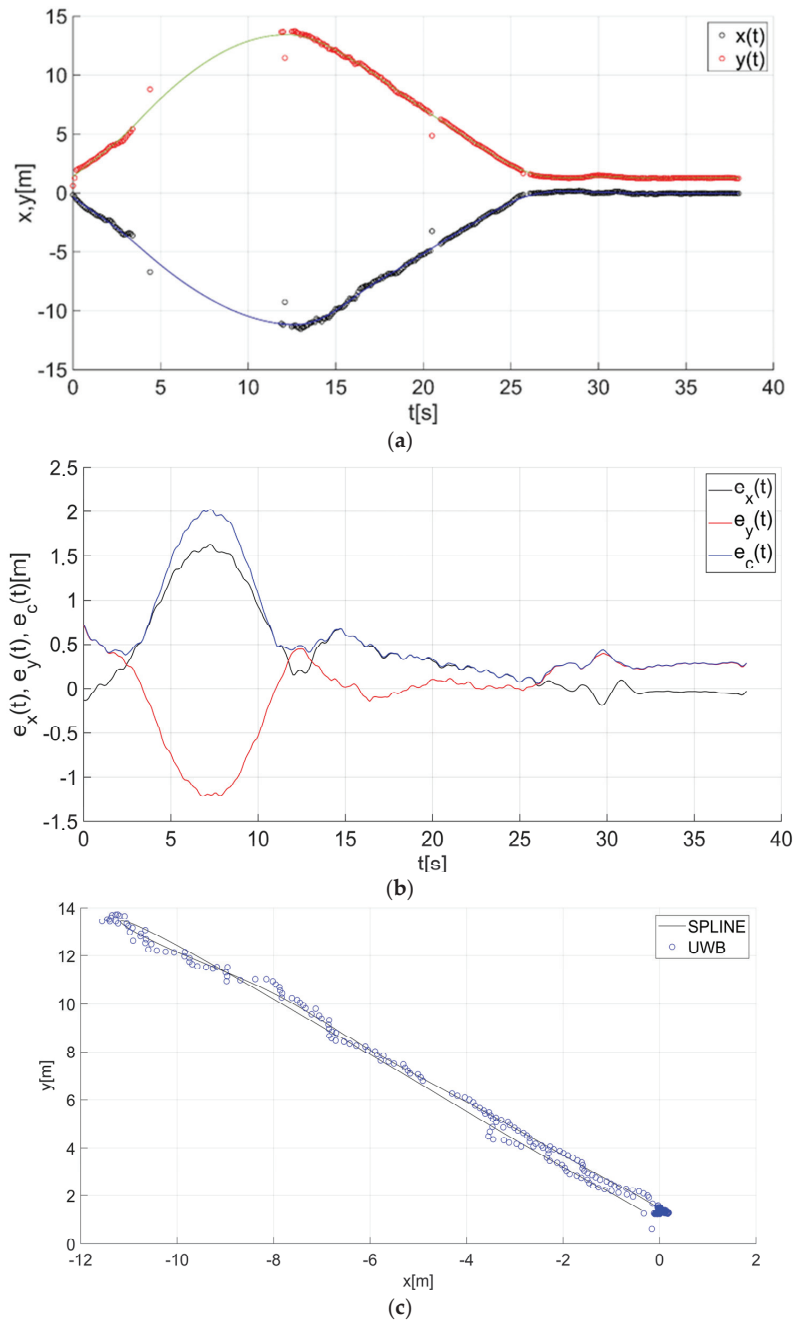 15
10
5
0
-5
-10
-15
x,y[m]
x(t)
y(t)
0 5 10 15 20 25 30 35 40
t[s]
(a)
2.5
2
1.5
1
0.5
0
-0.5
-1
-1.5
e_x(t), e_y(t), e_c(t)[m]
e_x(t)
e_y(t)
e_c(t)
0 5 10 15 20 25 30 35 40
t[s]
(b)
14
12
10
8
6
4
2
0
y[m]
SPLINE
UWB
-12 -10 -8 -6 -4 -2 0 2
x[m]
(c)